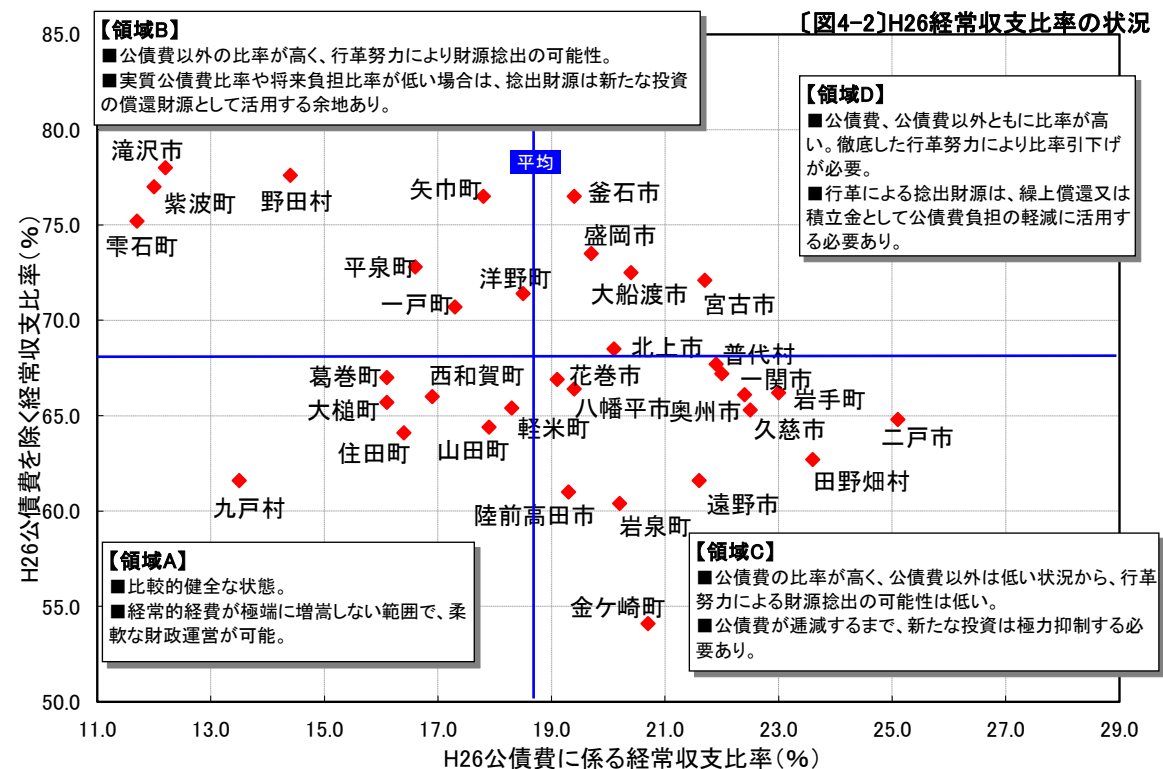 〔図4-2〕H26経常収支比率の状況
【領域B】
■公債費以外の比率が高く、行革努力により財源捻出の可能性。
■実質公債費比率や将来負担比率が低い場合は、捻出財源は新たな投資
の償還財源として活用する余地あり。
【領域D】
■公債費、公債費以外ともに比率が高
い。徹底した行革努力により比率引下げ
が必要。
■行革による捻出財源は、繰上償還又は
積立金として公債費負担の軽減に活用す
る必要あり。
平均
滝沢市
紫波町
雫石町
野田村
矢巾町
釜石市
盛岡市
平泉町
洋野町
大船渡市
宮古市
一戸町
北上市
普代村
葛巻町
西和賀町
花巻市
一関市
大槌町
八幡平市
奥州市
岩手町
住田町
山田町
軽米町
久慈市
二戸市
九戸村
陸前高田市
岩泉町
遠野市
田野畑村
金ケ崎町
【領域A】
■比較的健全な状態。
■経常的経費が極端に増嵩しない範囲で、柔
軟な財政運営が可能。
【領域C】
■公債費の比率が高く、公債費以外は低い状況から、行革
努力による財源捻出の可能性は低い。
■公債費が逓減するまで、新たな投資は極力抑制する必
要あり。
H26公債費を除く経常収支比率(%)
85.0
80.0
75.0
70.0
65.0
60.0
55.0
50.0
11.0 13.0 15.0 17.0 19.0 21.0 23.0 25.0 27.0 29.0
H26公債費に係る経常収支比率(%)